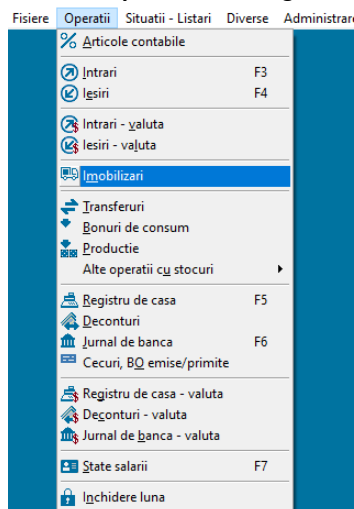 Fisiere Operatii Situatii - Listari Diverse Administrare
Articole contabile
Intrari F3
Iesiri F4
Intrari - valuta
Iesiri - valuta
Imobilizari
Transferuri
Bonuri de consum
Productie
Alte operatii cu stocuri
Registru de casa F5
Deconturi
Jurnal de banca F6
Cecuri, BO emise/primite
Registru de casa - valuta
Deconturi - valuta
Jurnal de banca - valuta
State salarii F7
Inchidere luna